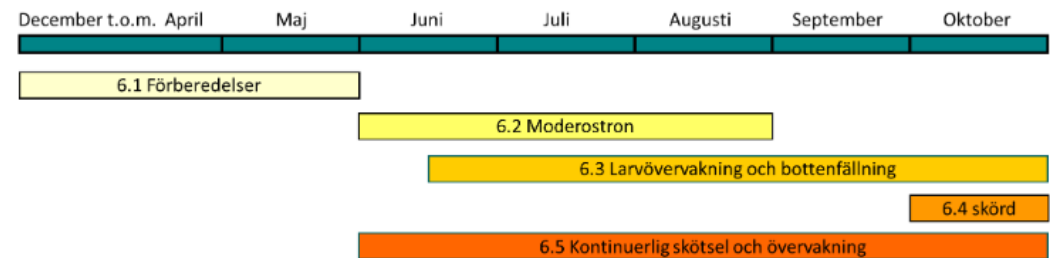 December t.o.m. April Maj Juni Juli Augusti September Oktober
6.1 Förberedelser
6.2 Moderostron
6.3 Larvövervakning och bottenfällning
6.4 skörd
6.5 Kontinuerlig skötsel och övervakning